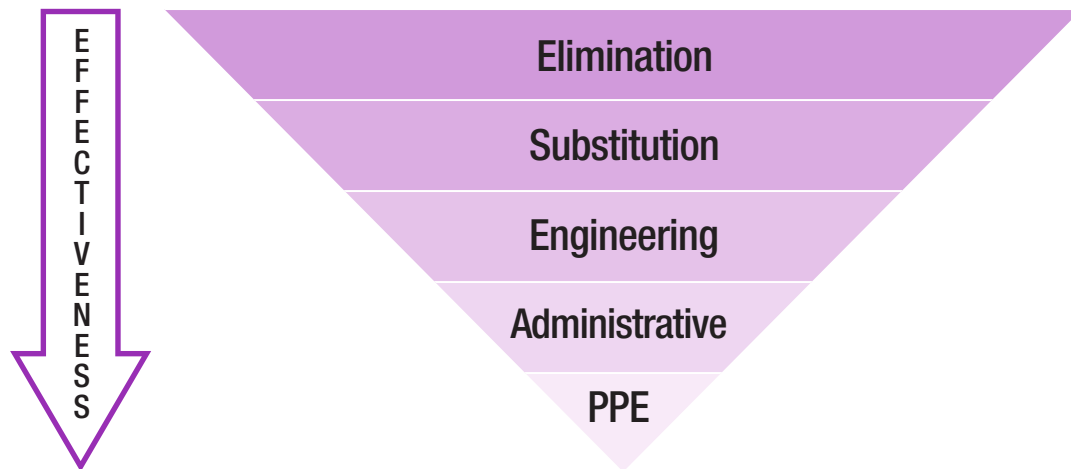 EFFECTIVENESS
Elimination
Substitution
Engineering
Administrative
PPE